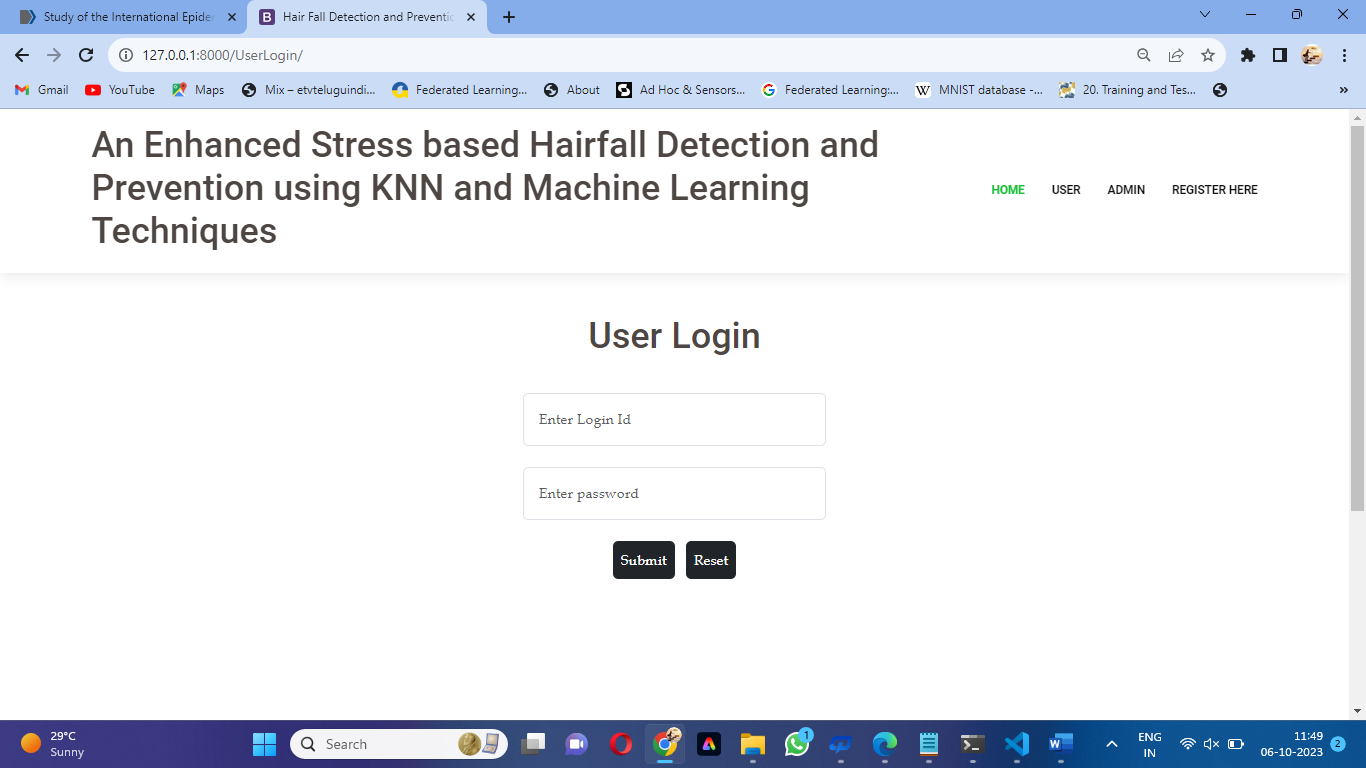 Study of the International Epider
Hair Fall Detection and Preventio
127.0.0.1:8000/UserLogin/
Gmail
YouTube
Maps
Mix – etvteluguindi...
Federated Learning...
About
Ad Hoc & Sensors...
Federated Learning:...
W
MNIST database -...
20. Training and Tes...
»
An Enhanced Stress based Hairfall Detection and
Prevention using KNN and Machine Learning
Techniques
HOME
USER
ADMIN
REGISTER HERE
User Login
Enter Login Id
Enter password
Submit
Reset
29°C
Sunny
Search
1
ENG
IN
11:49
06-10-2023
2